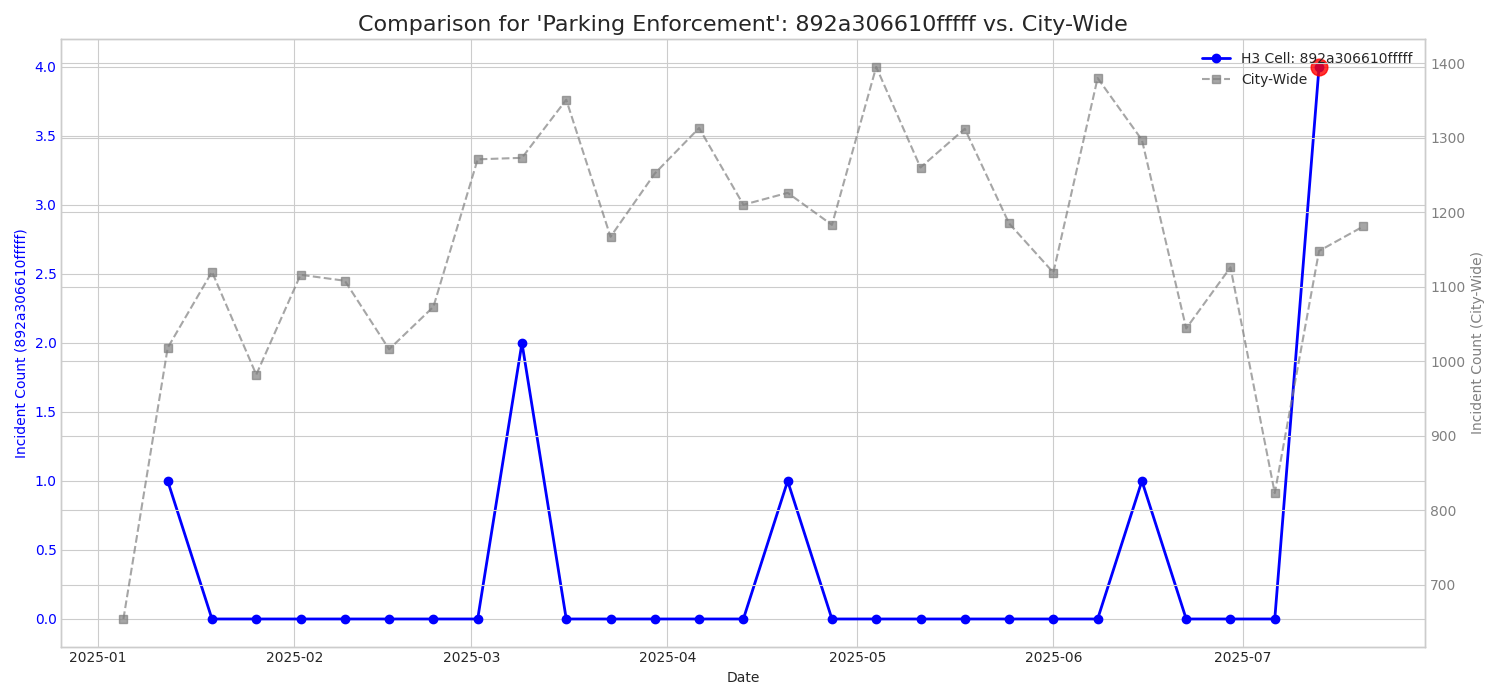 Comparison for 'Parking Enforcement': 892a306610fffff vs. City-Wide
H3 Cell: 892a306610fffff
City-Wide
Incident Count (892a306610fffff)
4.0
3.5
3.0
2.5
2.0
1.5
1.0
0.5
0.0
1400
1300
1200
1100
1000
900
800
700
Incident Count (City-Wide)
2025-01 2025-02 2025-03 2025-04 2025-05 2025-06 2025-07
Date